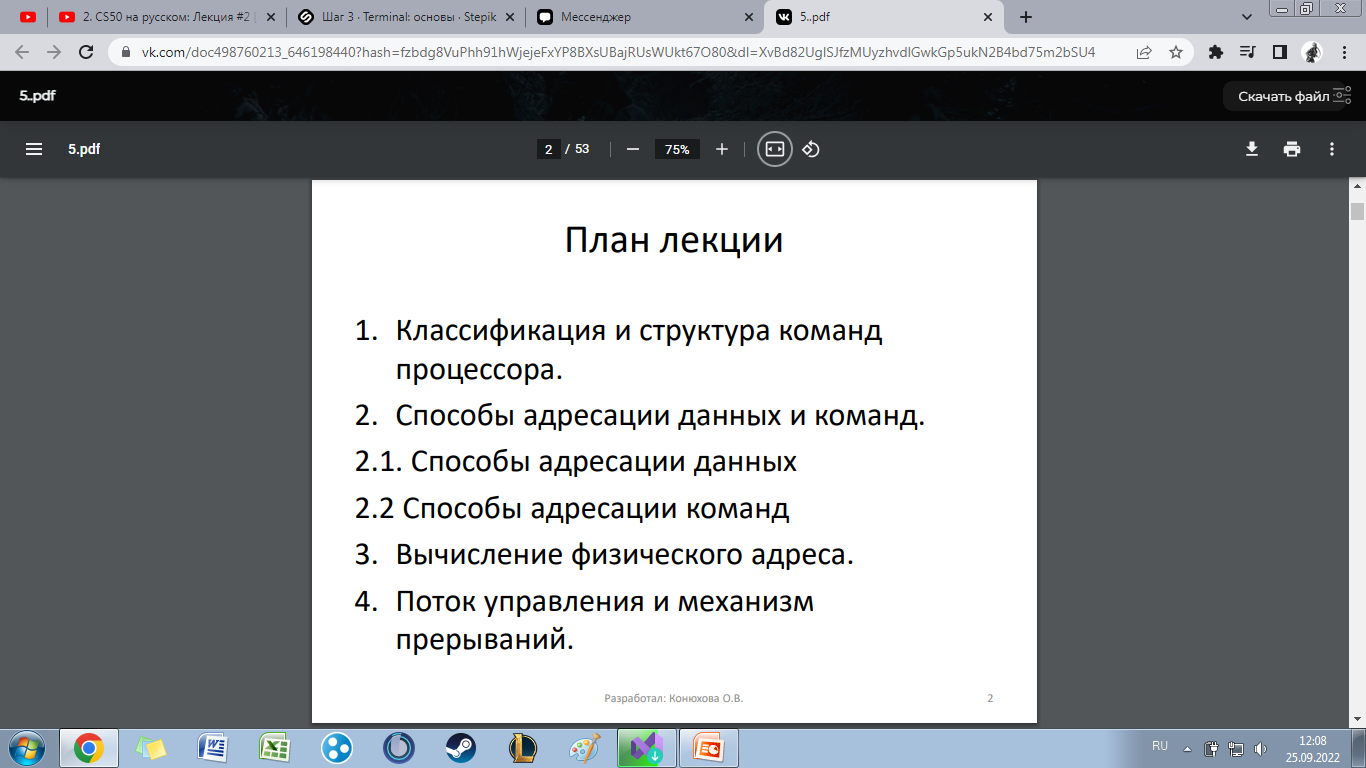 2. CS50 на русском: Лекция #2
Шаг 3 · Terminal: основы · Stepik
Мессенджер
5..pdf
vk.com/doc498760213_646198440?hash=fzbdg8VuPhh91hWjejeFxYP8BXsUBajRUsWUkt67O80&dl=XvBd82UgISJfzMUyzhvdlGwkGp5ukN2B4bd75m2bSU4
5..pdf
Скачать файл
5.pdf
2 / 53
75%
План лекции
1. Классификация и структура команд
процессора.
2. Способы адресации данных и команд.
2.1. Способы адресации данных
2.2 Способы адресации команд
3. Вычисление физического адреса.
4. Поток управления и механизм
прерываний.
Разработал: Конюхова О.В.
2
RU
12:08
25.09.2022